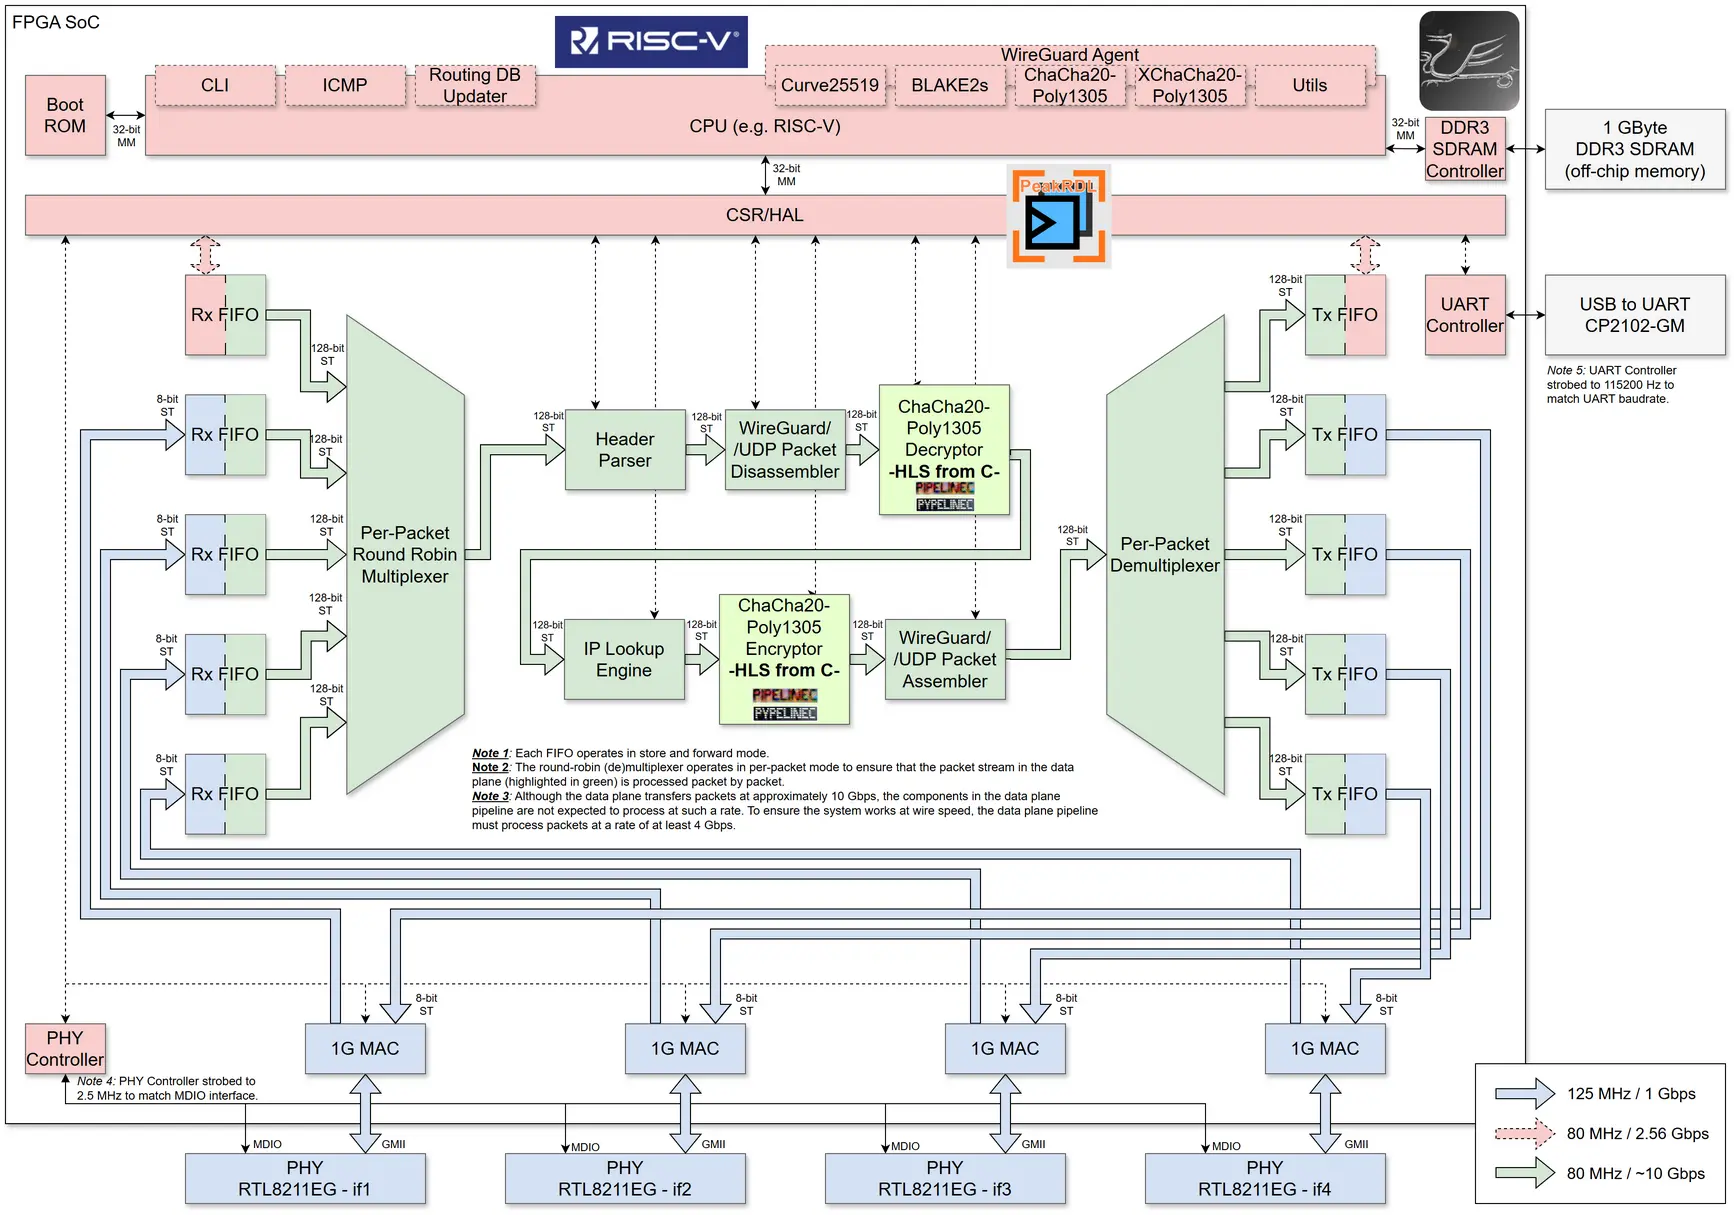 FPGA SoC
RISC-V®
WireGuard Agent
CLI
ICMP
Routing DB
Updater
Curve25519
BLAKE2s
ChaCha20-
Poly1305
XChaCha20-
Poly1305
Utils
Boot
ROM
32-bit
MM
CPU (e.g. RISC-V)
32-bit
MM
DDR3
SDRAM
Controller
1 GByte
DDR3 SDRAM
(off-chip memory)
32-bit
MM
PeakRDL
CSR/HAL
Rx FIFO
128-bit
ST
128-bit
ST
Tx FIFO
UART
Controller
USB to UART
CP2102-GM
Note 5: UART Controller
strobed to 115200 Hz to
match UART baudrate.
8-bit
ST
Rx FIFO
128-bit
ST
8-bit
ST
Rx FIFO
128-bit
ST
8-bit
ST
Rx FIFO
128-bit
ST
8-bit
ST
Rx FIFO
128-bit
ST
Per-Packet
Round Robin
Multiplexer
128-bit
ST
Header
Parser
128-bit
ST
WireGuard/
/UDP Packet
Disassembler
128-bit
ST
ChaCha20-
Poly1305
Decryptor
-HLS from C-
PIPELINEC
PYPELINEC
128-bit
ST
IP Lookup
Engine
128-bit
ST
ChaCha20-
Poly1305
Encryptor
-HLS from C-
PIPELINEC
PYPELINEC
128-bit
ST
WireGuard/
/UDP Packet
Assembler
128-bit
ST
Per-Packet
Demultiplexer
128-bit
ST
Tx FIFO
128-bit
ST
Tx FIFO
128-bit
ST
Tx FIFO
128-bit
ST
Tx FIFO
Note 1: Each FIFO operates in store and forward mode.
Note 2: The round-robin (de)multiplexer operates in per-packet mode to ensure that the packet stream in the data
plane (highlighted in green) is processed packet by packet.
Note 3: Although the data plane transfers packets at approximately 10 Gbps, the components in the data plane
pipeline are not expected to process at such a rate. To ensure the system works at wire speed, the data plane pipeline
must process packets at a rate of at least 4 Gbps.
8-bit
ST
8-bit
ST
8-bit
ST
8-bit
ST
PHY
Controller
1G MAC
1G MAC
1G MAC
1G MAC
Note 4: PHY Controller strobed to
2.5 MHz to match MDIO interface.
MDIO
GMII
MDIO
GMII
MDIO
GMII
MDIO
GMII
PHY
RTL8211EG - if1
PHY
RTL8211EG - if2
PHY
RTL8211EG - if3
PHY
RTL8211EG - if4
125 MHz / 1 Gbps
80 MHz / 2.56 Gbps
80 MHz / ~10 Gbps